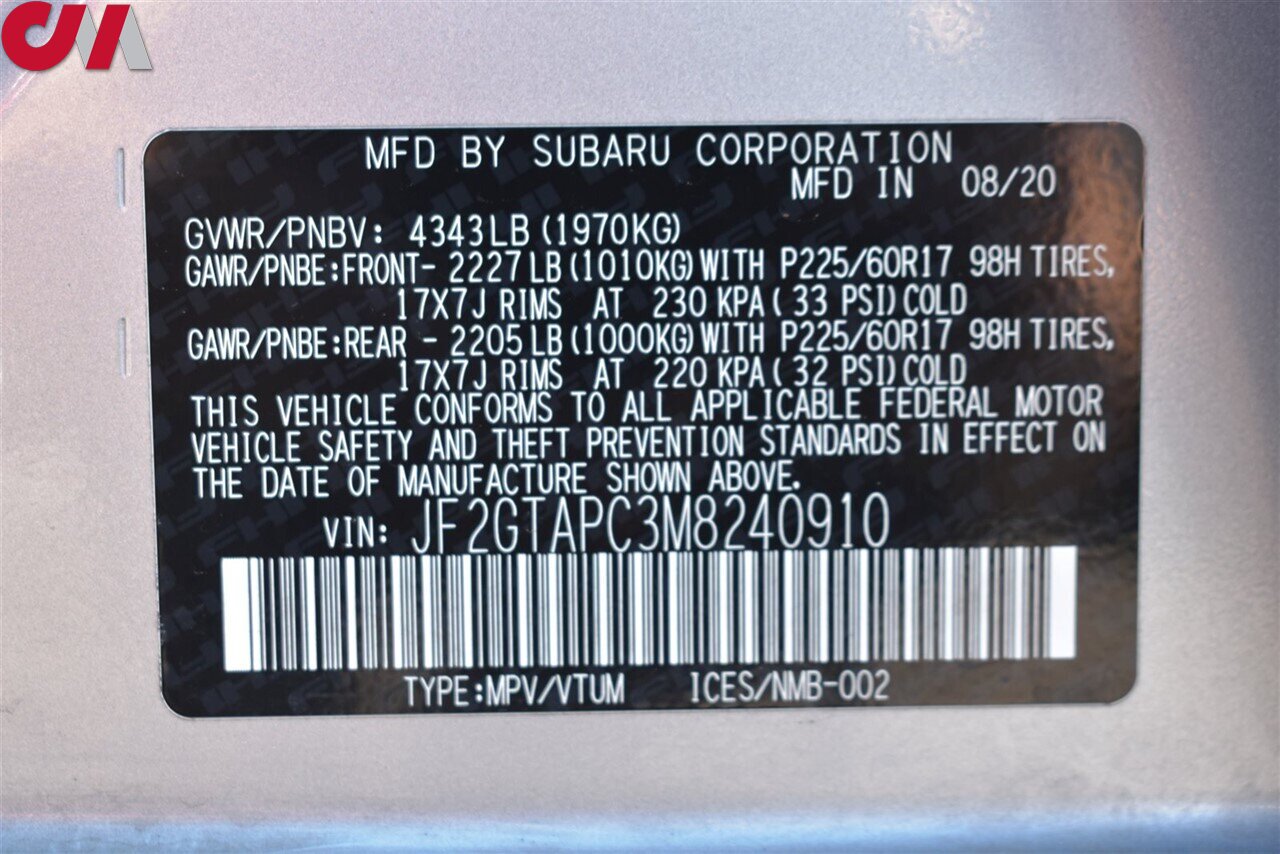 CM
MFD BY SUBARU CORPORATION
MFD IN 08/20
GVWR/PNBV: 4343LB (1970KG)
GAWR/PNBE:FRONT- 2227LB (1010KG) WITH P225/60R17 98H TIRES,
17X7J RIMS AT 230 KPA( 33 PSI) COLD
GAWR/PNBE:REAR - 2205LB (1000KG) WITH P225/60R17 98H TIRES,
17X7J RIMS AT 220 KPA( 32 PSI) COLD
THIS VEHICLE CONFORMS TO ALL APPLICABLE FEDERAL MOTOR
VEHICLE SAFETY AND THEFT PREVENTION STANDARDS IN EFFECT ON
THE DATE OF MANUFACTURE SHOWN ABOVE.
VIN: JF2GTAPC3M8240910
TYPE:MPV/VTUM ICES/NMB-002